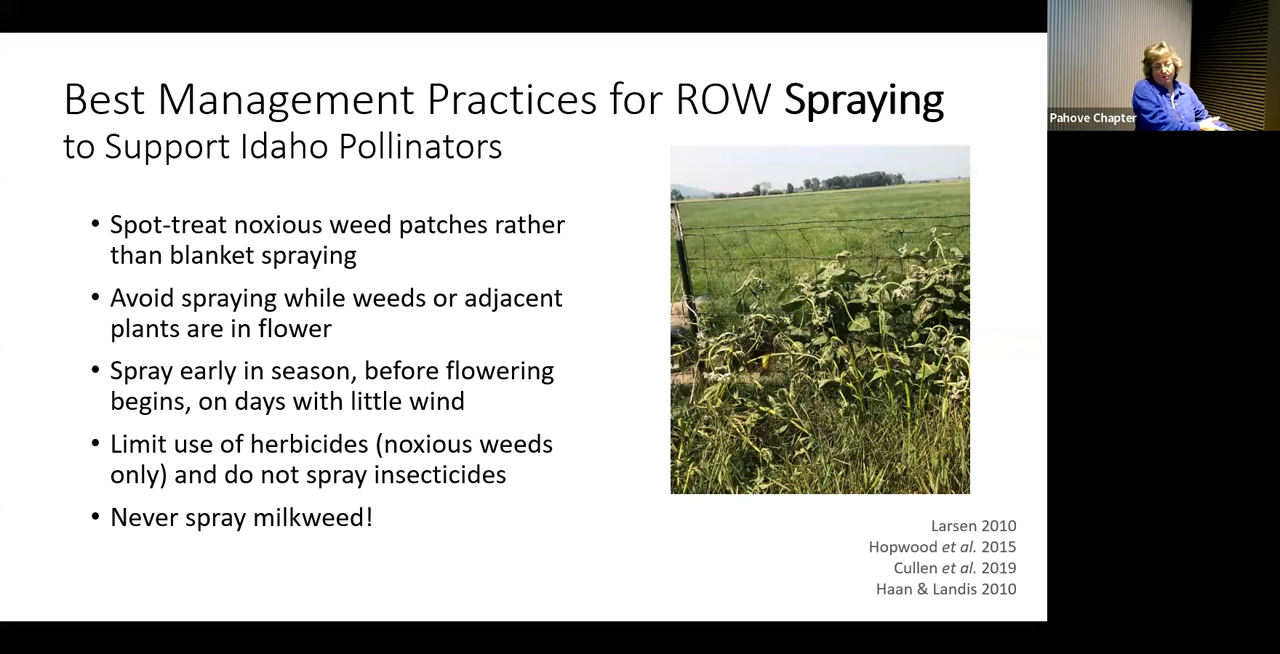 Best Management Practices for ROW Spraying
to Support Idaho Pollinators
• Spot-treat noxious weed patches rather
than blanket spraying
• Avoid spraying while weeds or adjacent
plants are in flower
• Spray early in season, before flowering
begins, on days with little wind
• Limit use of herbicides (noxious weeds
only) and do not spray insecticides
• Never spray milkweed!
Larsen 2010
Hopwood et al. 2015
Cullen et al. 2019
Haan & Landis 2010
Pahove Chapter